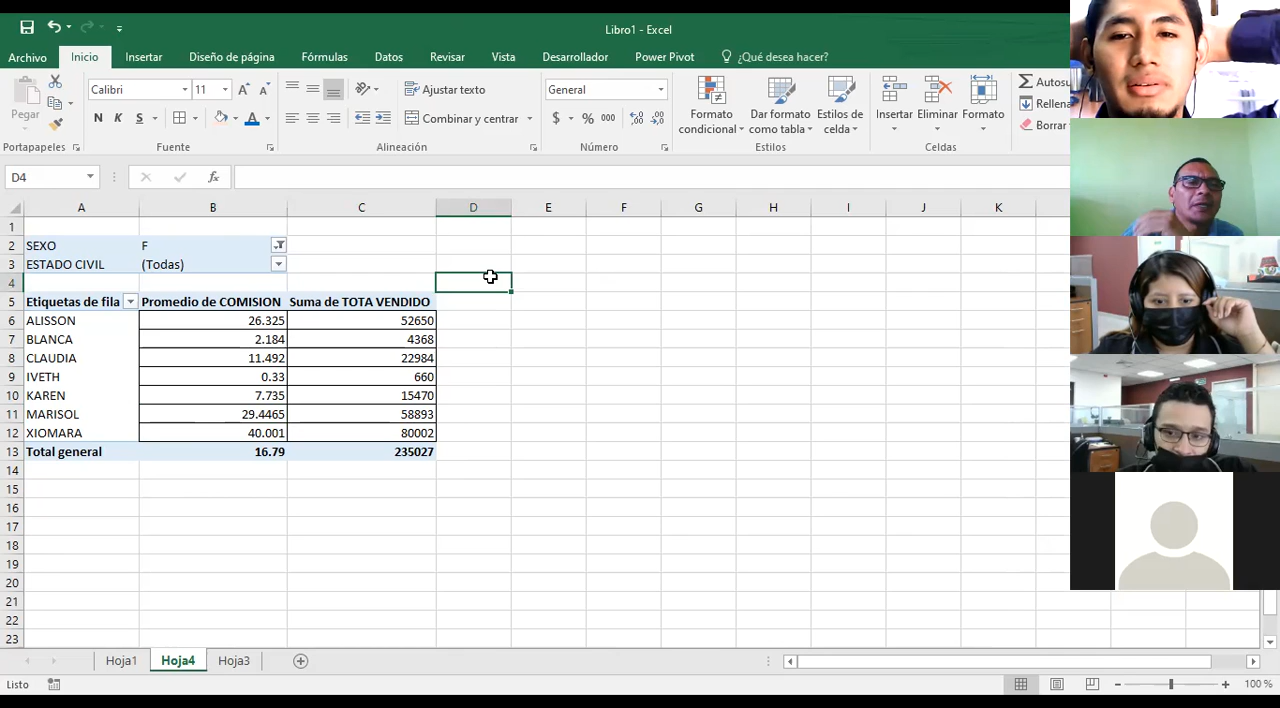 Libro1 - Excel
Archivo Inicio Insertar Diseño de página Fórmulas Datos Revisar Vista Desarrollador Power Pivot ¿Qué desea hacer?
Pegar
Calibri 11 A A
N K S A
Ajustar texto
Combinar y centrar
General
$ % 000
Formato condicional
Dar formato como tabla
Estilos de celda
Insertar Eliminar Formato
Autosu
Rellena
Borrar
Portapapeles Fuente Alineación Número Estilos Celdas
D4 fx
A B C D E F G H I J K
1
2 SEXO F
3 ESTADO CIVIL (Todas)
4
5 Etiquetas de fila Promedio de COMISION Suma de TOTA VENDIDO
6 ALISSON 26.325 52650
7 BLANCA 2.184 4368
8 CLAUDIA 11.492 22984
9 IVETH 0.33 660
10 KAREN 7.735 15470
11 MARISOL 29.4465 58893
12 XIOMARA 40.001 80002
13 Total general 16.79 235027
14
15
16
17
18
19
20
21
22
23
Hoja1 Hoja4 Hoja3
Listo 100 %